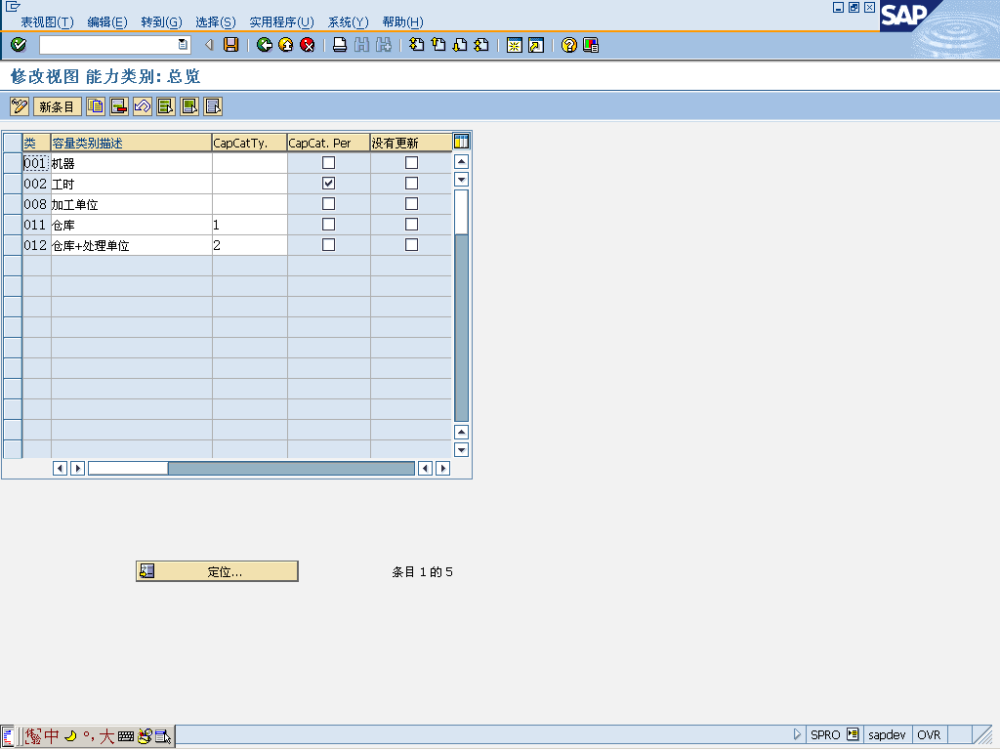 表视图(T) 编辑(E) 转到(G) 选择(S) 实用程序(U) 系统(Y) 帮助(H)
SAP
修改视图 能力类别: 总览
新条目
类 容量类别描述 CapCatTy. CapCat. Per 没有更新
001 机器
002 工时
008 加工单位
011 仓库 1
012 仓库+处理单位 2
定位... 条目 1 的 5
中 °, 大 SPRO sapdev OVR